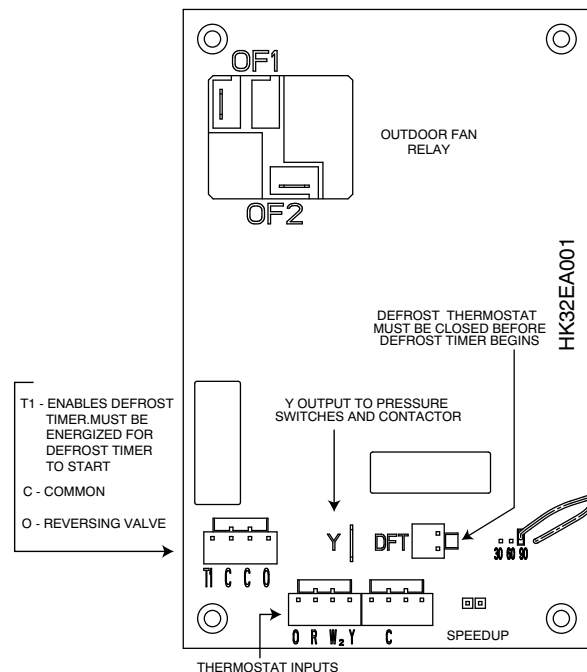 OF1
OUTDOOR FAN
RELAY
OF2
HK32EA001
DEFROST THERMOSTAT
MUST BE CLOSED BEFORE
DEFROST TIMER BEGINS
T1 - ENABLES DEFROST
TIMER.MUST BE
ENERGIZED FOR
DEFROST TIMER
TO START
C - COMMON
O - REVERSING VALVE
Y OUTPUT TO PRESSURE
SWITCHES AND CONTACTOR
Y DFT
30 60 90
T1 C C O
O R W₂ Y C
SPEEDUP
THERMOSTAT INPUTS